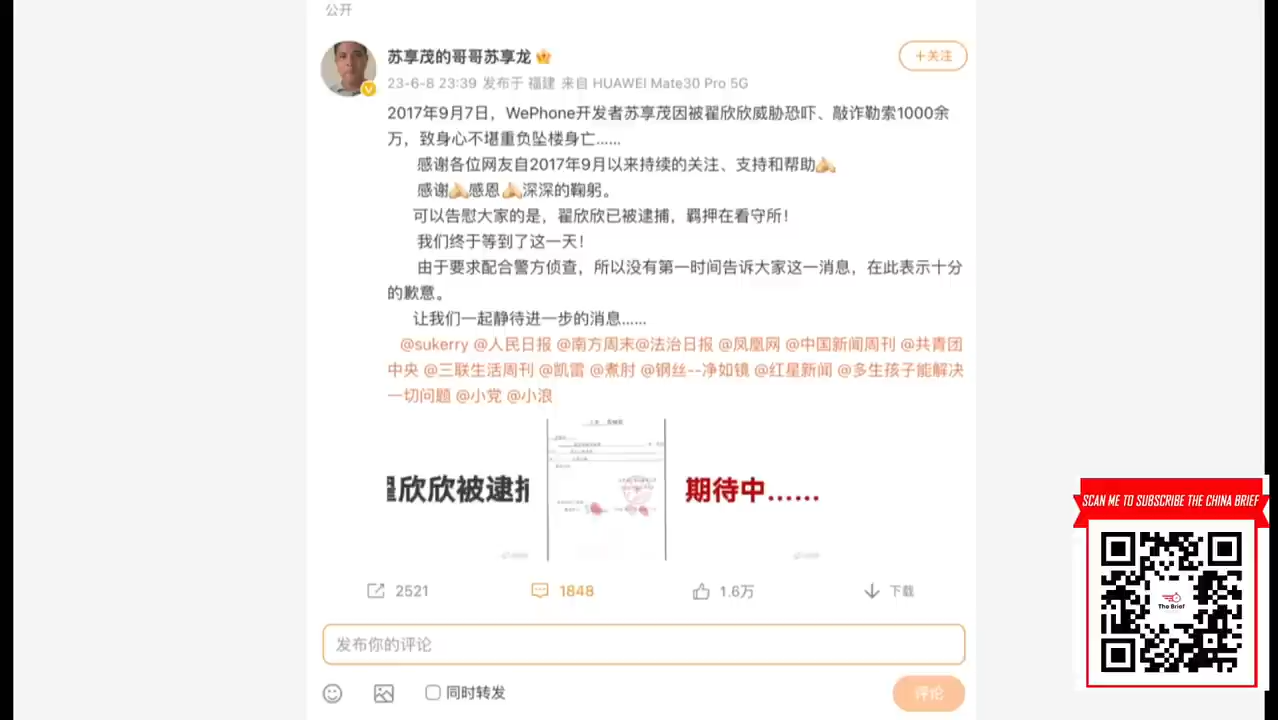 公开
苏享茂的哥哥苏享龙
+关注
23-6-8 23:39 发布于 福建 来自 HUAWEI Mate30 Pro 5G
2017年9月7日，WePhone开发者苏享茂因被翟欣欣威胁恐吓、敲诈勒索1000余
万，致身心不堪重负坠楼身亡......
感谢各位网友自2017年9月以来持续的关注、支持和帮助🙏
感谢🙏感恩🙏深深的鞠躬。
可以告慰大家的是，翟欣欣已被逮捕，羁押在看守所！
我们终于等到了这一天！
由于要求配合警方侦查，所以没有第一时间告诉大家这一消息，在此表示十分
的歉意。
让我们一起静待进一步的消息......
@sukerry @人民日报 @南方周末@法治日报 @凤凰网 @中国新闻周刊 @共青团
中央 @三联生活周刊 @凯雷 @煮肘 @钢丝--净如镜 @红星新闻 @多生孩子能解决
一切问题 @小党 @小浪
欣欣被逮捕
期待中......
2521
1848
1.6万
下载
发布你的评论
同时转发
评论
SCAN ME TO SUBSCRIBE THE CHINA BRIEF
The Brief